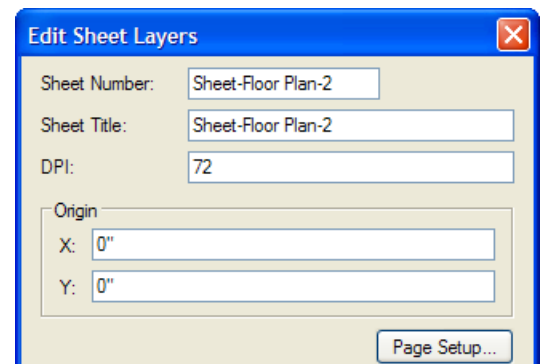 Edit Sheet Layers
Sheet Number: Sheet-Floor Plan-2
Sheet Title: Sheet-Floor Plan-2
DPI: 72
Origin
X: 0"
Y: 0"
Page Setup...